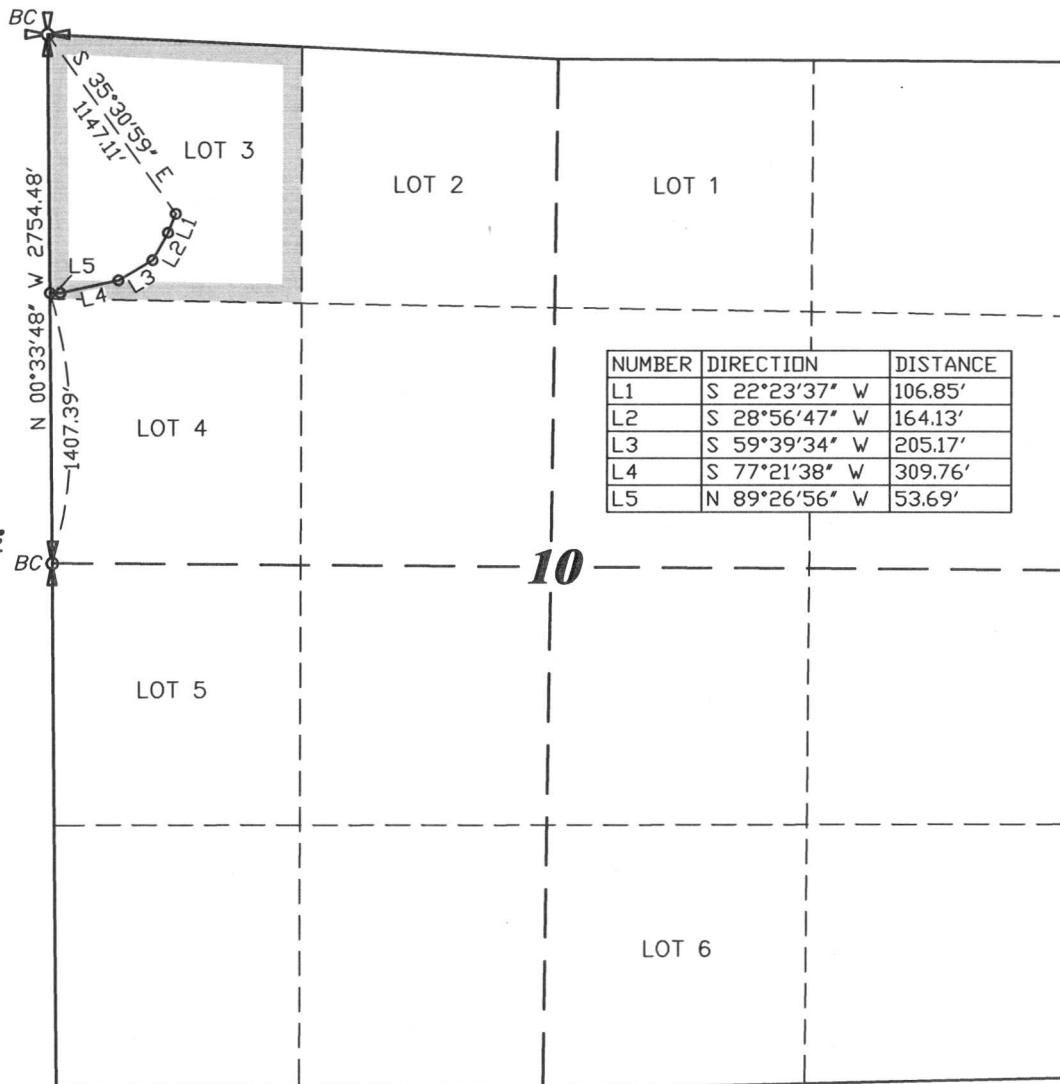 BC
S 35°30'59" E
1147.11'
LOT 3
LOT 2
LOT 1
L1
L2
L3
L4
L5
N 00°33'48" W 2754.48'
1407.39'
LOT 4
NUMBER DIRECTION DISTANCE
L1 S 22°23'37" W 106.85'
L2 S 28°56'47" W 164.13'
L3 S 59°39'34" W 205.17'
L4 S 77°21'38" W 309.76'
L5 N 89°26'56" W 53.69'
BC
10
LOT 5
LOT 6